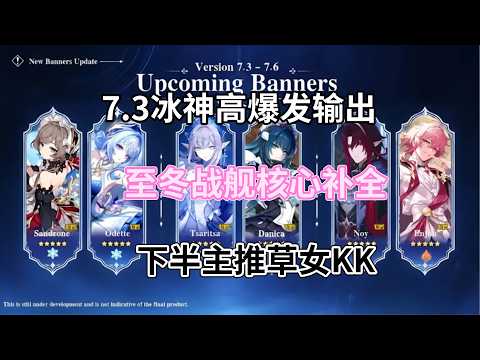 New Banners Update
Version 7.3 – 7.6
Upcoming Banners
7.3冰神高爆发输出
至冬战舰核心补全
Sandrone
Odette
Tsaritsa
Danica
Noy
下半主推草女KK
This is still under development and is not indicative of the final product.